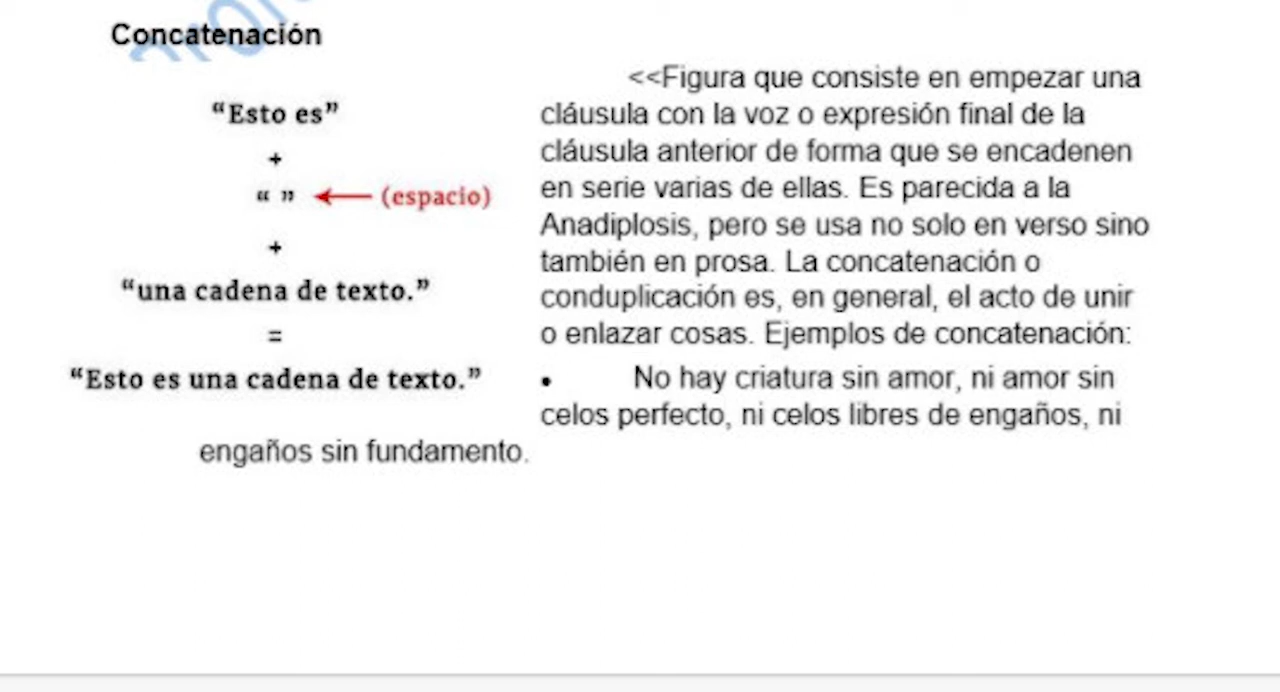 Concatenación
“Esto es”
+
“ ” ← (espacio)
+
“una cadena de texto.”
=
“Esto es una cadena de texto.”
<<Figura que consiste en empezar una
cláusula con la voz o expresión final de la
cláusula anterior de forma que se encadenen
en serie varias de ellas. Es parecida a la
Anadiplosis, pero se usa no solo en verso sino
también en prosa. La concatenación o
conduplicación es, en general, el acto de unir
o enlazar cosas. Ejemplos de concatenación:
• No hay criatura sin amor, ni amor sin
celos perfecto, ni celos libres de engaños, ni
engaños sin fundamento.